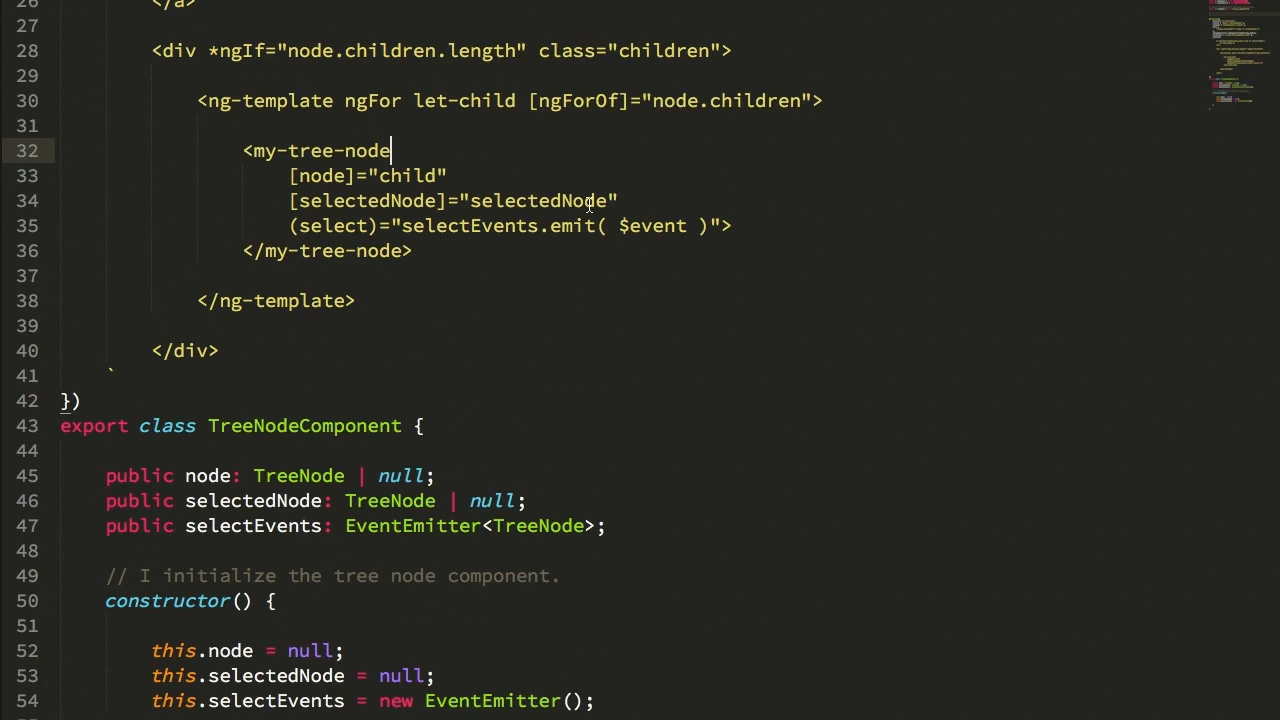 26 </a>
27
28 <div *ngIf="node.children.length" class="children">
29
30 <ng-template ngFor let-child [ngForOf]="node.children">
31
32 <my-tree-node
33 [node]="child"
34 [selectedNode]="selectedNode"
35 (select)="selectEvents.emit( $event )">
36 </my-tree-node>
37
38 </ng-template>
39
40 </div>
41 `
42 })
43 export class TreeNodeComponent {
44
45 public node: TreeNode | null;
46 public selectedNode: TreeNode | null;
47 public selectEvents: EventEmitter<TreeNode>;
48
49 // I initialize the tree node component.
50 constructor() {
51
52 this.node = null;
53 this.selectedNode = null;
54 this.selectEvents = new EventEmitter();